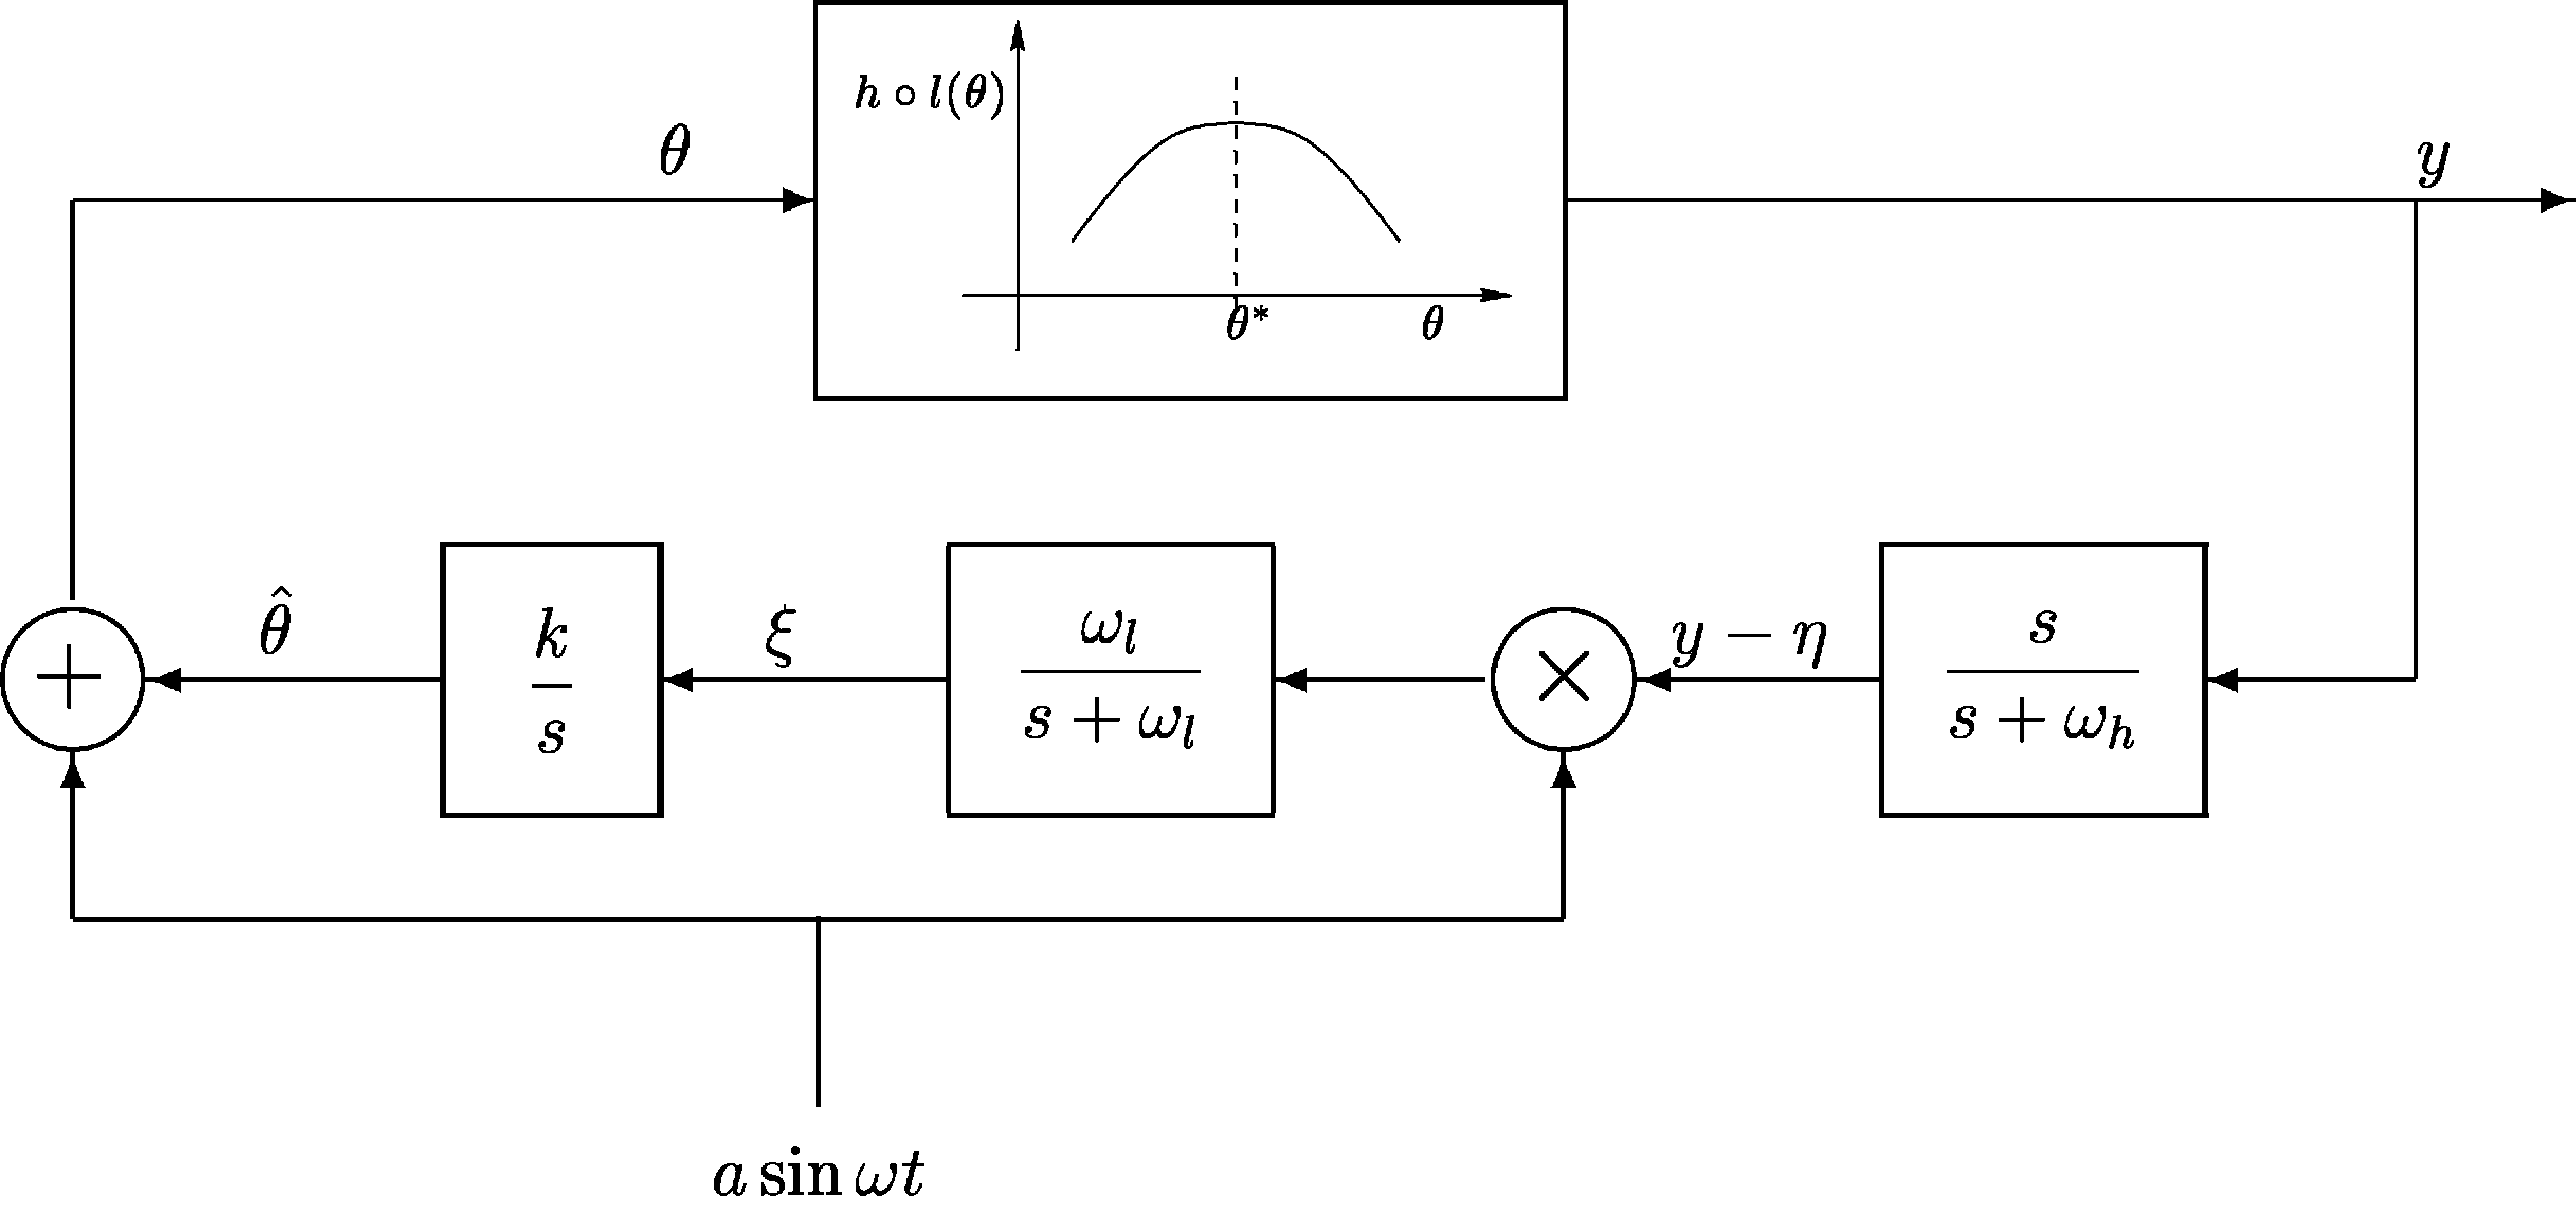 h ∘ l(θ)
θ
y
θ*
θ
+
θ̂
k/s
ξ
ω_l/(s + ω_l)
×
y − η
s/(s + ω_h)
a sin ωt